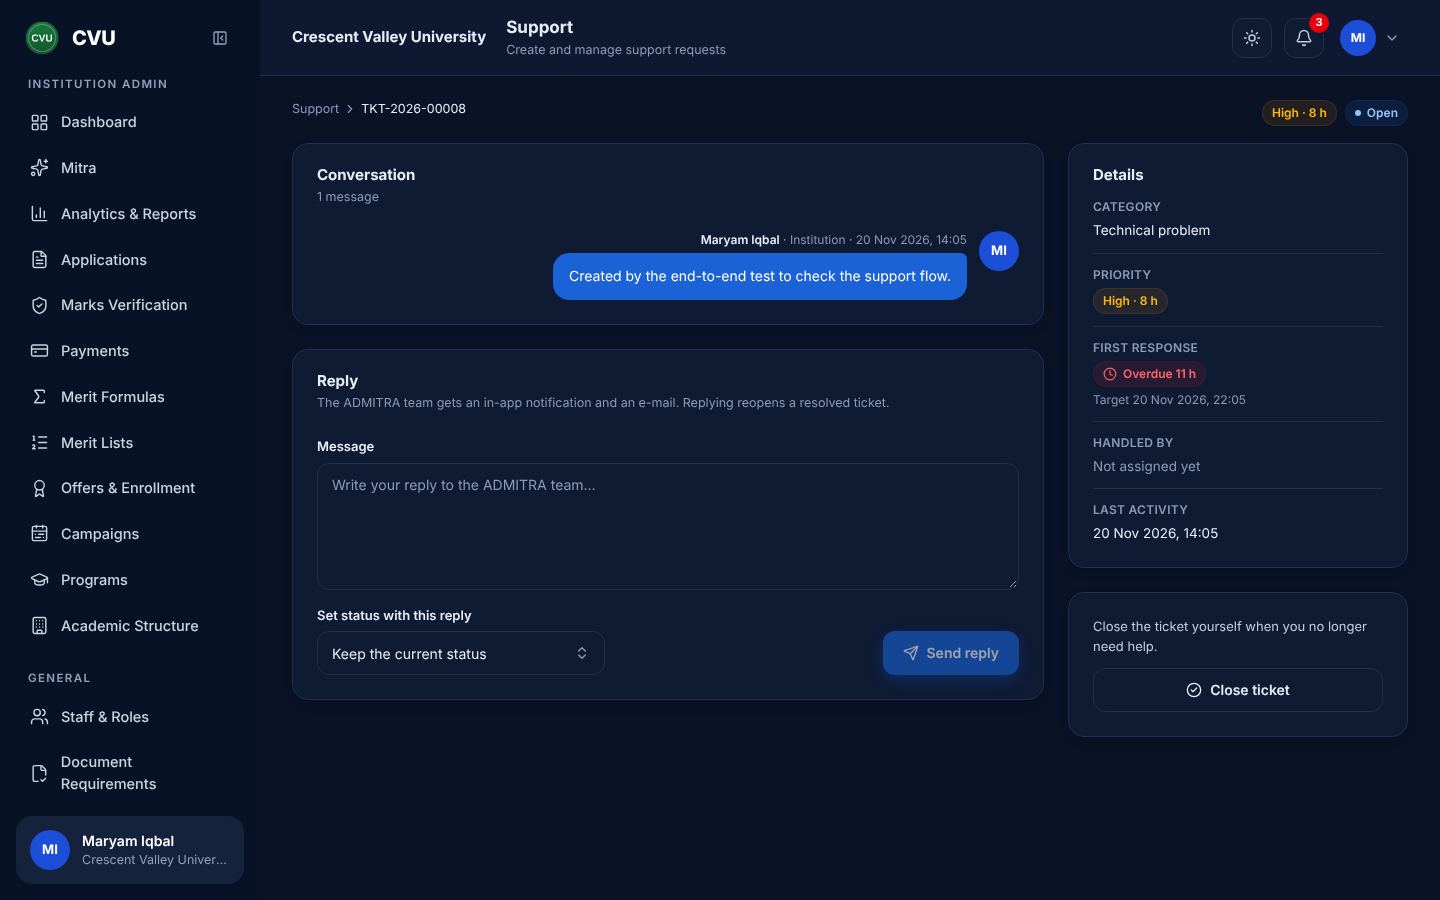 CVU
CVU
INSTITUTION ADMIN
Dashboard
Mitra
Analytics & Reports
Applications
Marks Verification
Payments
Merit Formulas
Merit Lists
Offers & Enrollment
Campaigns
Programs
Academic Structure
GENERAL
Staff & Roles
Document
Requirements
MI
Maryam Iqbal
Crescent Valley Univer...
Crescent Valley University
Support
Create and manage support requests
3
MI
Support > TKT-2026-00008
High · 8 h
Open
Conversation
1 message
Maryam Iqbal · Institution · 20 Nov 2026, 14:05
MI
Created by the end-to-end test to check the support flow.
Reply
The ADMITRA team gets an in-app notification and an e-mail. Replying reopens a resolved ticket.
Message
Write your reply to the ADMITRA team...
Set status with this reply
Keep the current status
Send reply
Details
CATEGORY
Technical problem
PRIORITY
High · 8 h
FIRST RESPONSE
Overdue 11 h
Target 20 Nov 2026, 22:05
HANDLED BY
Not assigned yet
LAST ACTIVITY
20 Nov 2026, 14:05
Close the ticket yourself when you no longer
need help.
Close ticket